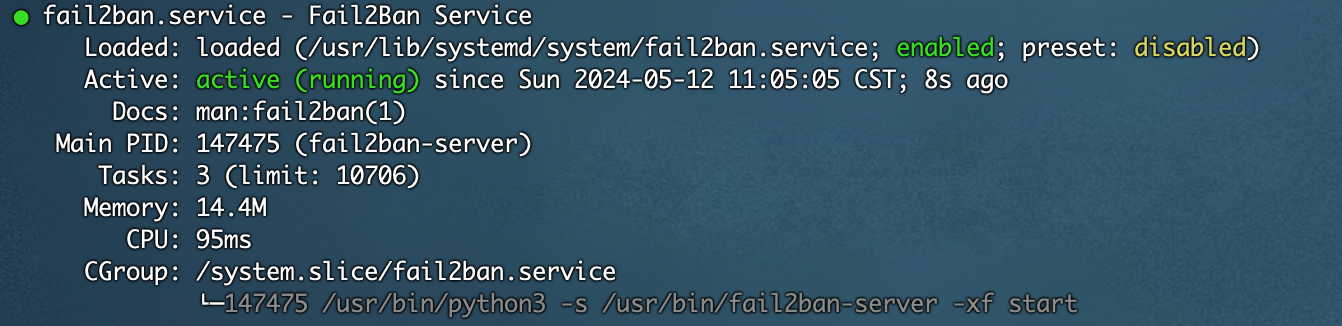 ● fail2ban.service - Fail2Ban Service
Loaded: loaded (/usr/lib/systemd/system/fail2ban.service; enabled; preset: disabled)
Active: active (running) since Sun 2024-05-12 11:05:05 CST; 8s ago
Docs: man:fail2ban(1)
Main PID: 147475 (fail2ban-server)
Tasks: 3 (limit: 10706)
Memory: 14.4M
CPU: 95ms
CGroup: /system.slice/fail2ban.service
└─147475 /usr/bin/python3 -s /usr/bin/fail2ban-server -xf start